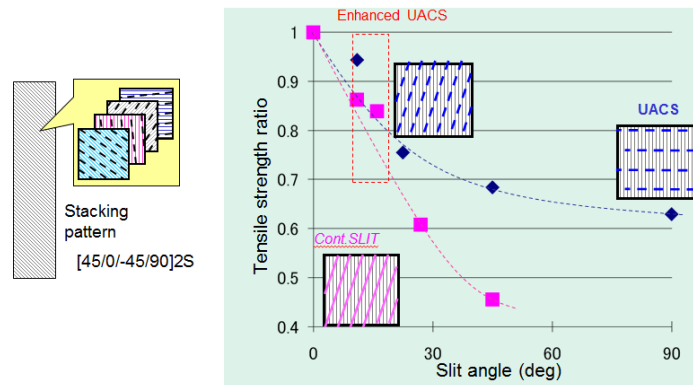 Enhanced UACS
1
0.9
0.8
0.7
0.6
0.5
0.4
Tensile strength ratio
UACS
Cont.SLIT
0
30
60
90
Slit angle (deg)
Stacking
pattern
[45/0/-45/90]2S